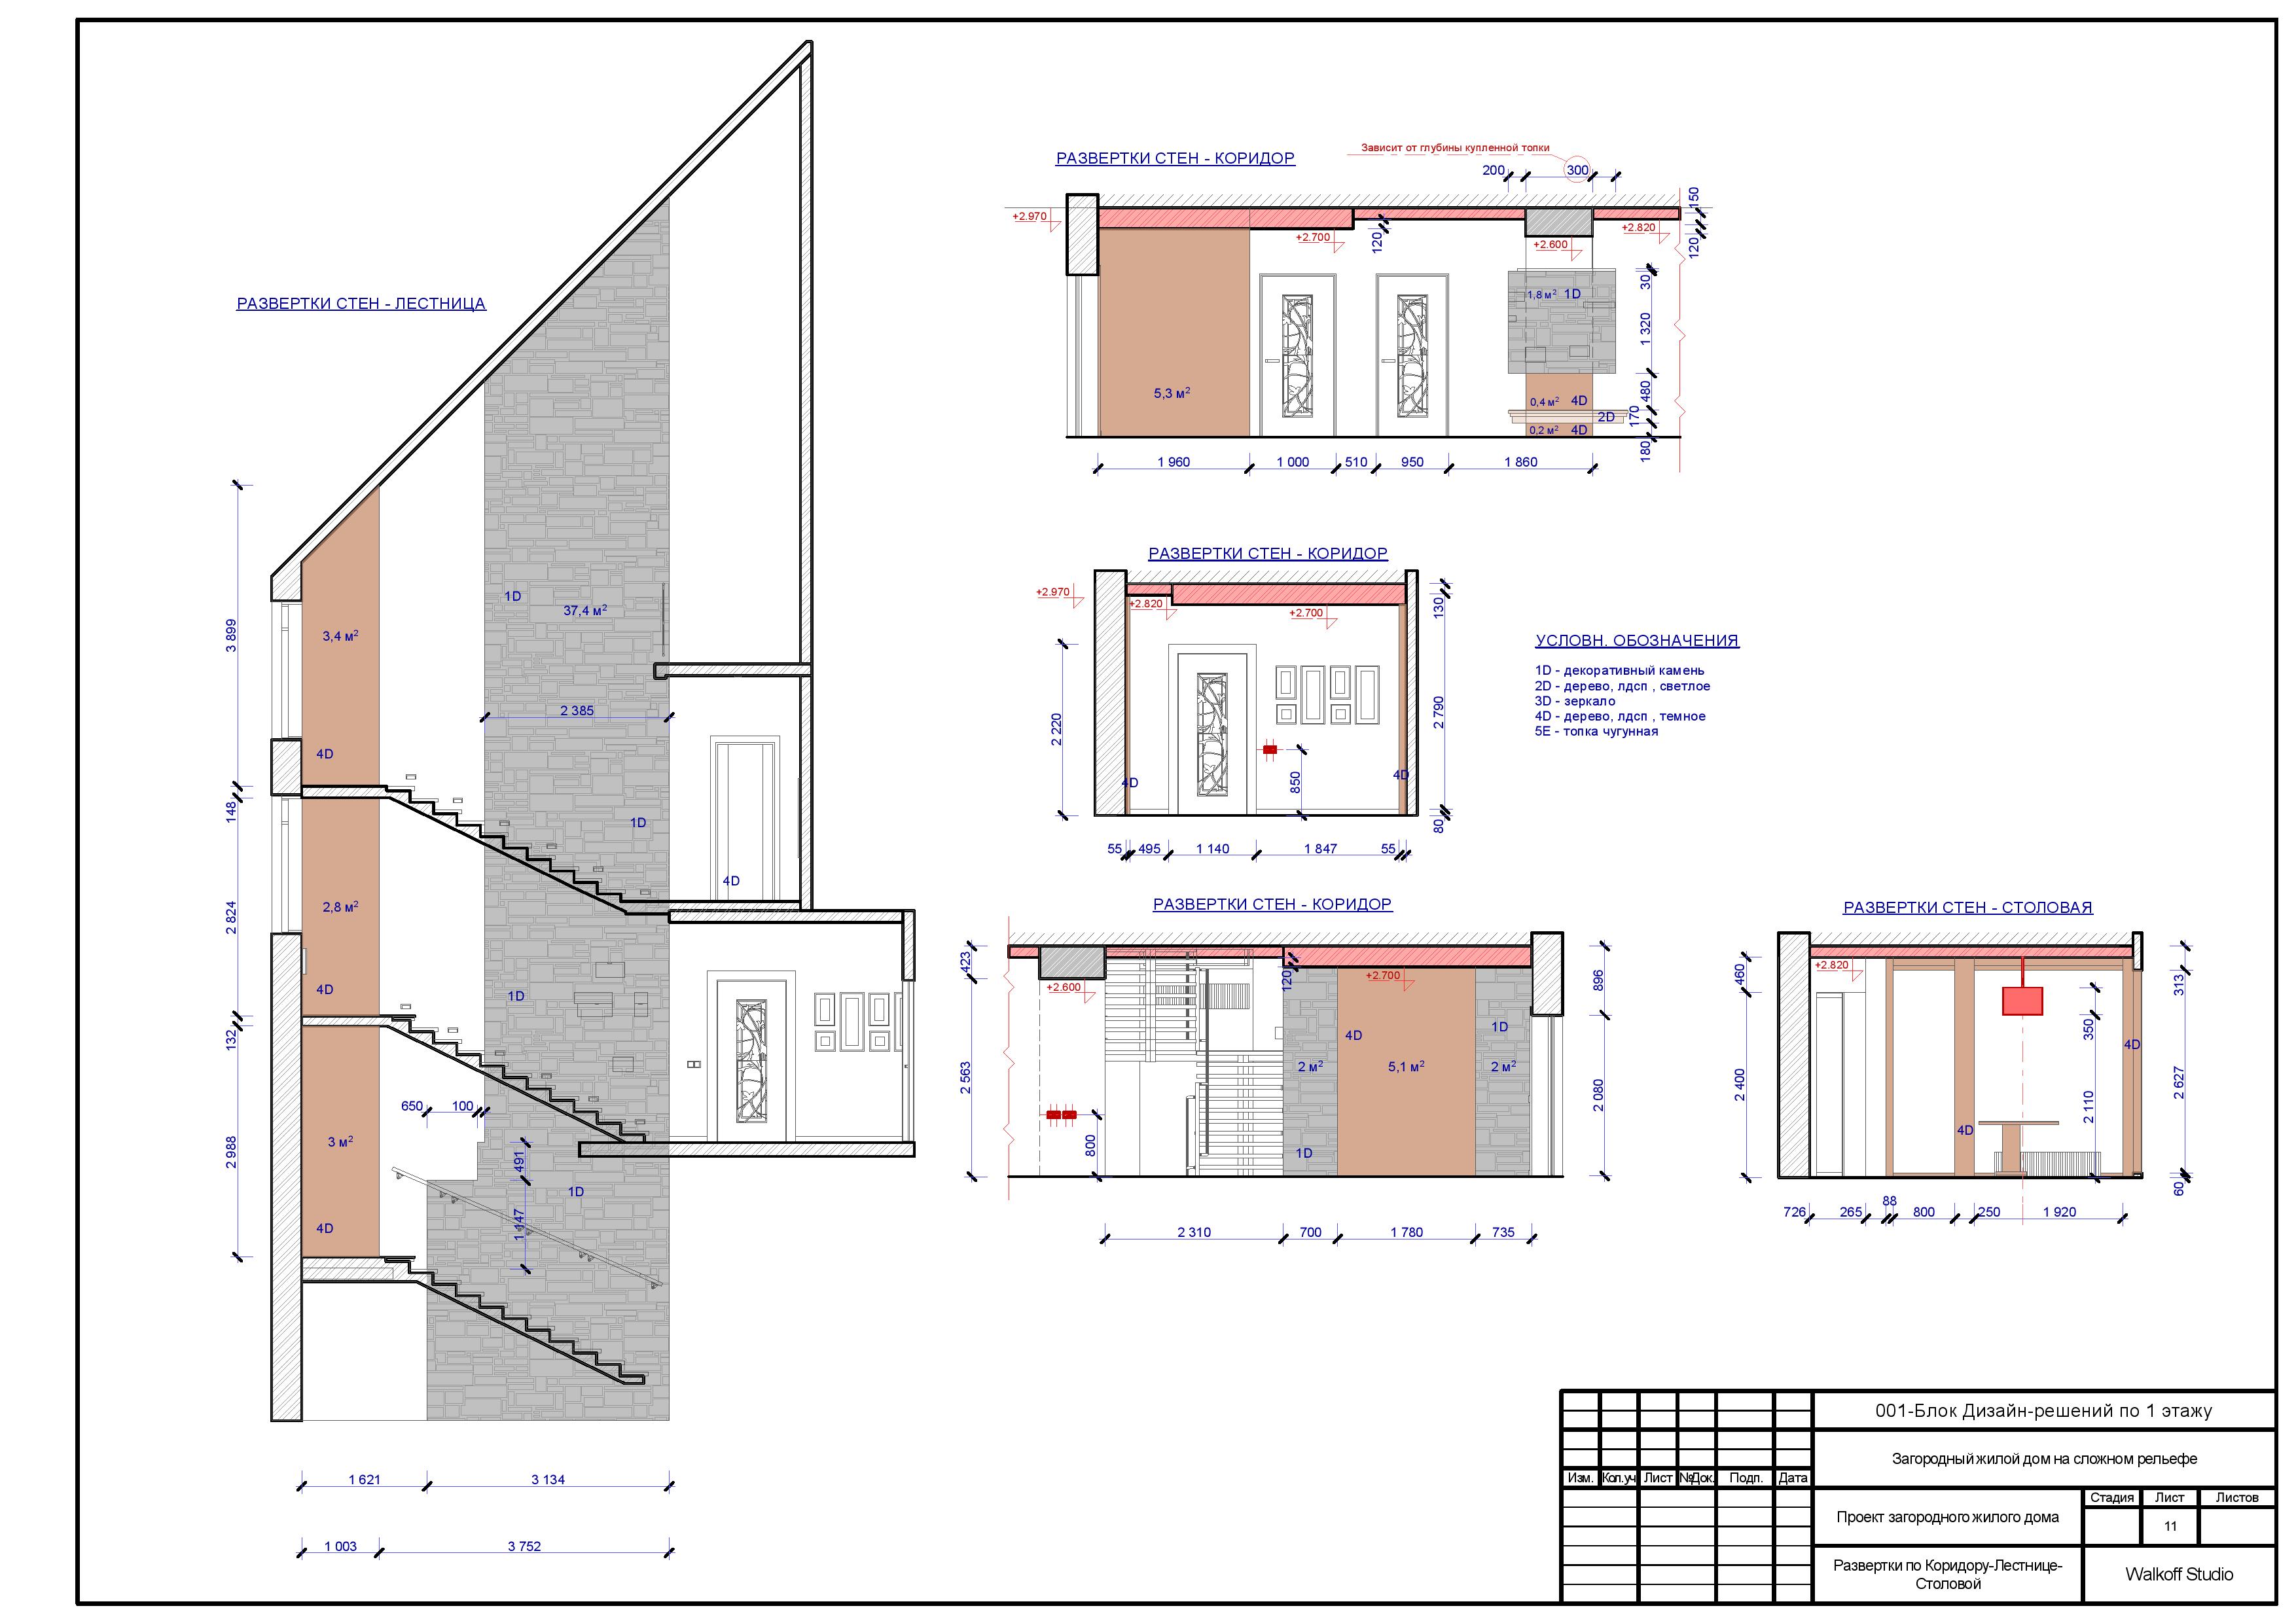 РАЗВЕРТКИ СТЕН - ЛЕСТНИЦА
3 899
148
2 824
132
2 988
3,4 м²
4D
2,8 м²
4D
3 м²
4D
1D
37,4 м²
2 385
1D
4D
1D
650
100
491
1D
1 147
1 621
3 134
1 003
3 752
РАЗВЕРТКИ СТЕН - КОРИДОР
Зависит от глубины купленной топки
200
300
150
+2.970
+2.700
120
+2.600
+2.820
120
1,8 м² 1D
30
1 320
5,3 м²
0,4 м² 4D
480
2D
170
0,2 м² 4D
180
1 960
1 000
510
950
1 860
РАЗВЕРТКИ СТЕН - КОРИДОР
+2.970
+2.820
+2.700
130
2 220
2 790
850
4D
4D
80
55
495
1 140
1 847
55
УСЛОВН. ОБОЗНАЧЕНИЯ
1D - декоративный камень
2D - дерево, лдсп , светлое
3D - зеркало
4D - дерево, лдсп , темное
5E - топка чугунная
РАЗВЕРТКИ СТЕН - КОРИДОР
423
+2.600
120
+2.700
896
2 563
4D
1D
2 м²
5,1 м²
2 м²
2 080
800
1D
2 310
700
1 780
735
РАЗВЕРТКИ СТЕН - СТОЛОВАЯ
460
+2.820
313
350
4D
2 400
2 110
2 627
4D
60
726
265
88
800
250
1 920
001-Блок Дизайн-решений по 1 этажу
Загородный жилой дом на сложном рельефе
Изм.
Кол.уч
Лист
№Док.
Подп.
Дата
Стадия
Лист
Листов
Проект загородного жилого дома
11
Развертки по Коридору-Лестнице-
Столовой
Walkoff Studio